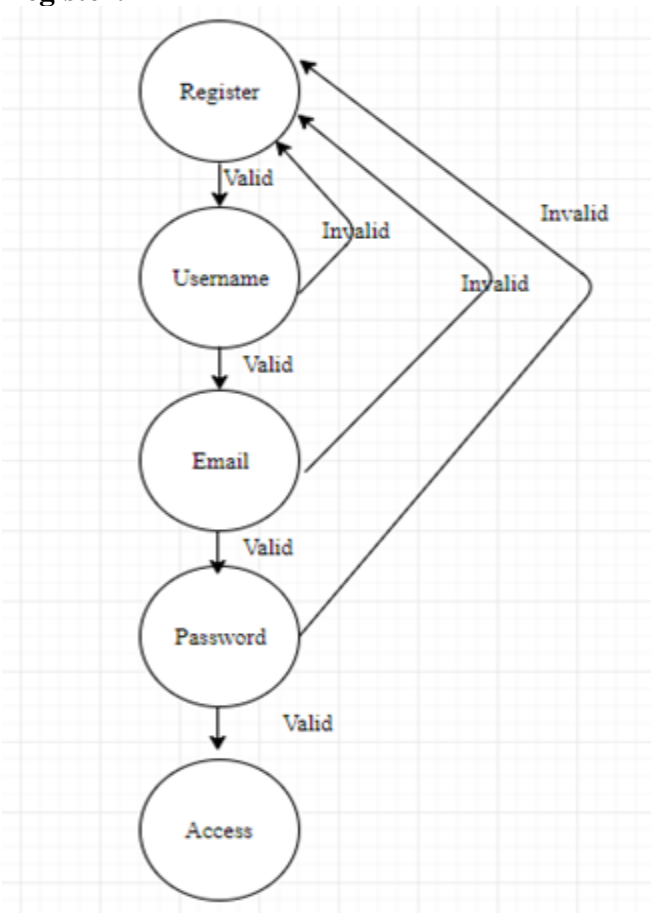 Register
Valid
Invalid
Invalid
Username
Invalid
Valid
Email
Valid
Password
Valid
Access